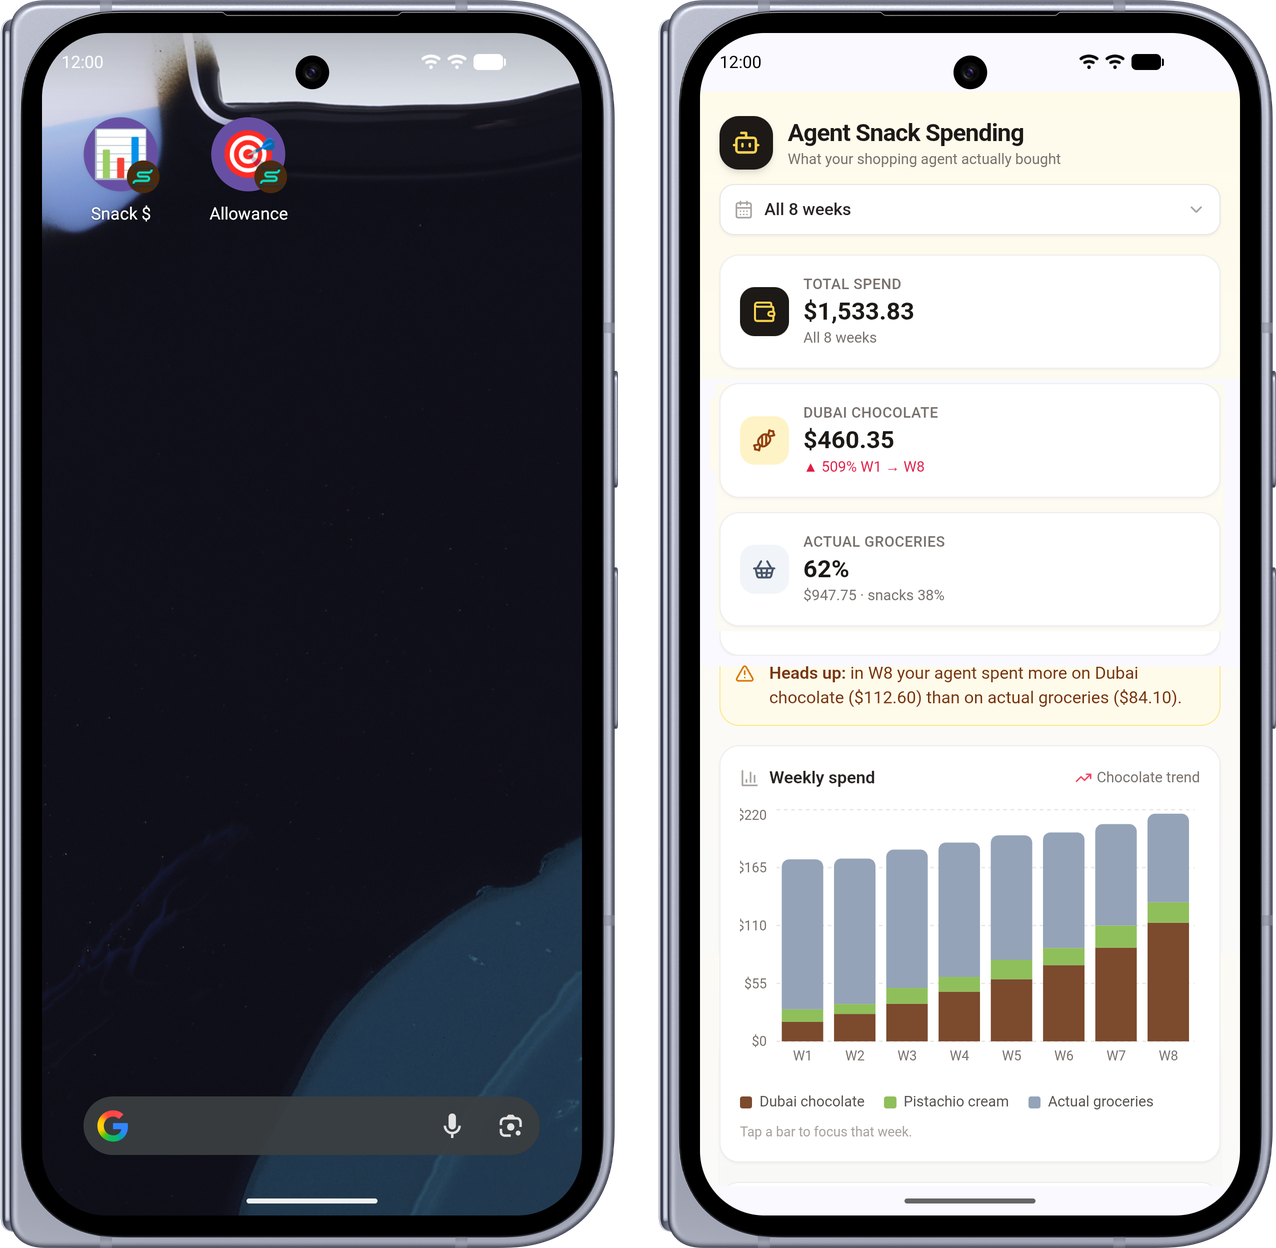 12:00
Snack $
Allowance
12:00
Agent Snack Spending
What your shopping agent actually bought
All 8 weeks
TOTAL SPEND
$1,533.83
All 8 weeks
DUBAI CHOCOLATE
$460.35
▲ 509% W1 → W8
ACTUAL GROCERIES
62%
$947.75 · snacks 38%
Heads up: in W8 your agent spent more on Dubai
chocolate ($112.60) than on actual groceries ($84.10).
Weekly spend
Chocolate trend
$220
$165
$110
$55
$0
W1 W2 W3 W4 W5 W6 W7 W8
Dubai chocolate Pistachio cream Actual groceries
Tap a bar to focus that week.